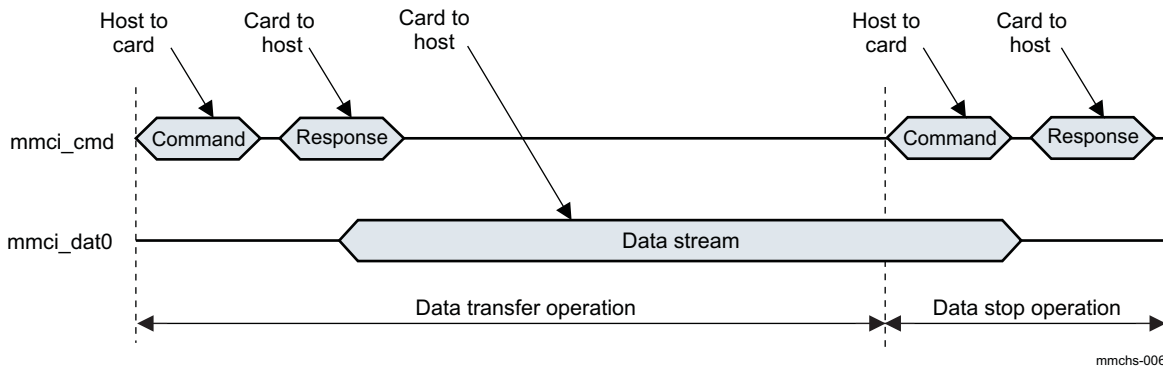 Host to
card
Card to
host
Card to
host
Host to
card
Card to
host
mmci_cmd
Command
Response
Command
Response
mmci_dat0
Data stream
Data transfer operation
Data stop operation
mmchs-006